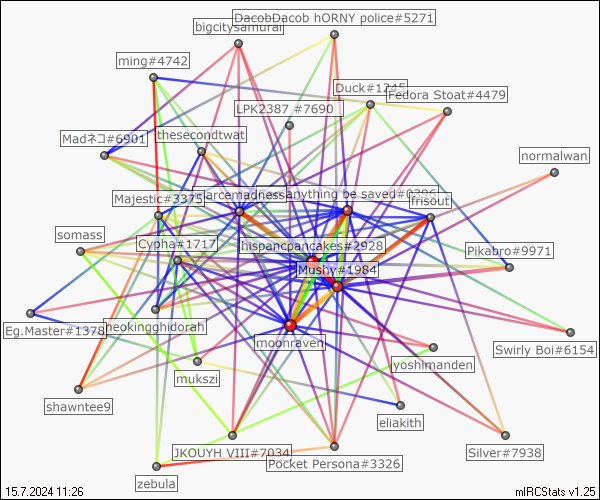 DacobDacob hORNY police#5271
bigcitysamurai
ming#4742
Duck#1315
Fedora Stoat#4479
LPK2387 #7690
Madネコ#6901
thesecondtwat
normalwan
Majestic#3375
arcemadness
anything be saved#0396
frisout
somass
Cypha#1717
hispancpancakes#2928
Pikabro#9971
Mushy#1984
Eg.Master#1378
neokingghidorah
moonraven
Swirly Boi#6154
yoshimanden
mukszi
shawntee9
eliakith
JKOUYH VIII#7034
Pocket Persona#3326
Silver#7938
zebula
15.7.2024 11:26
mIRCStats v1.25